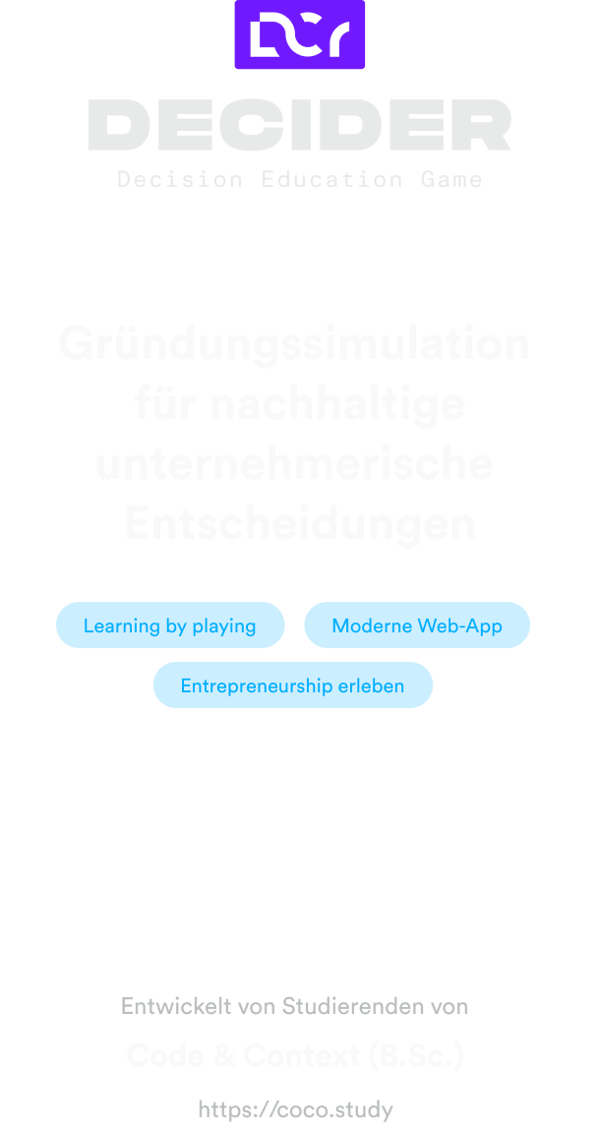 DCr
DECIDER
Decision Education Game
Gründungssimulation
für nachhaltige
unternehmerische
Entscheidungen
Learning by playing
Moderne Web-App
Entrepreneurship erleben
Entwickelt von Studierenden von
Code & Context (B.Sc.)
https://coco.study